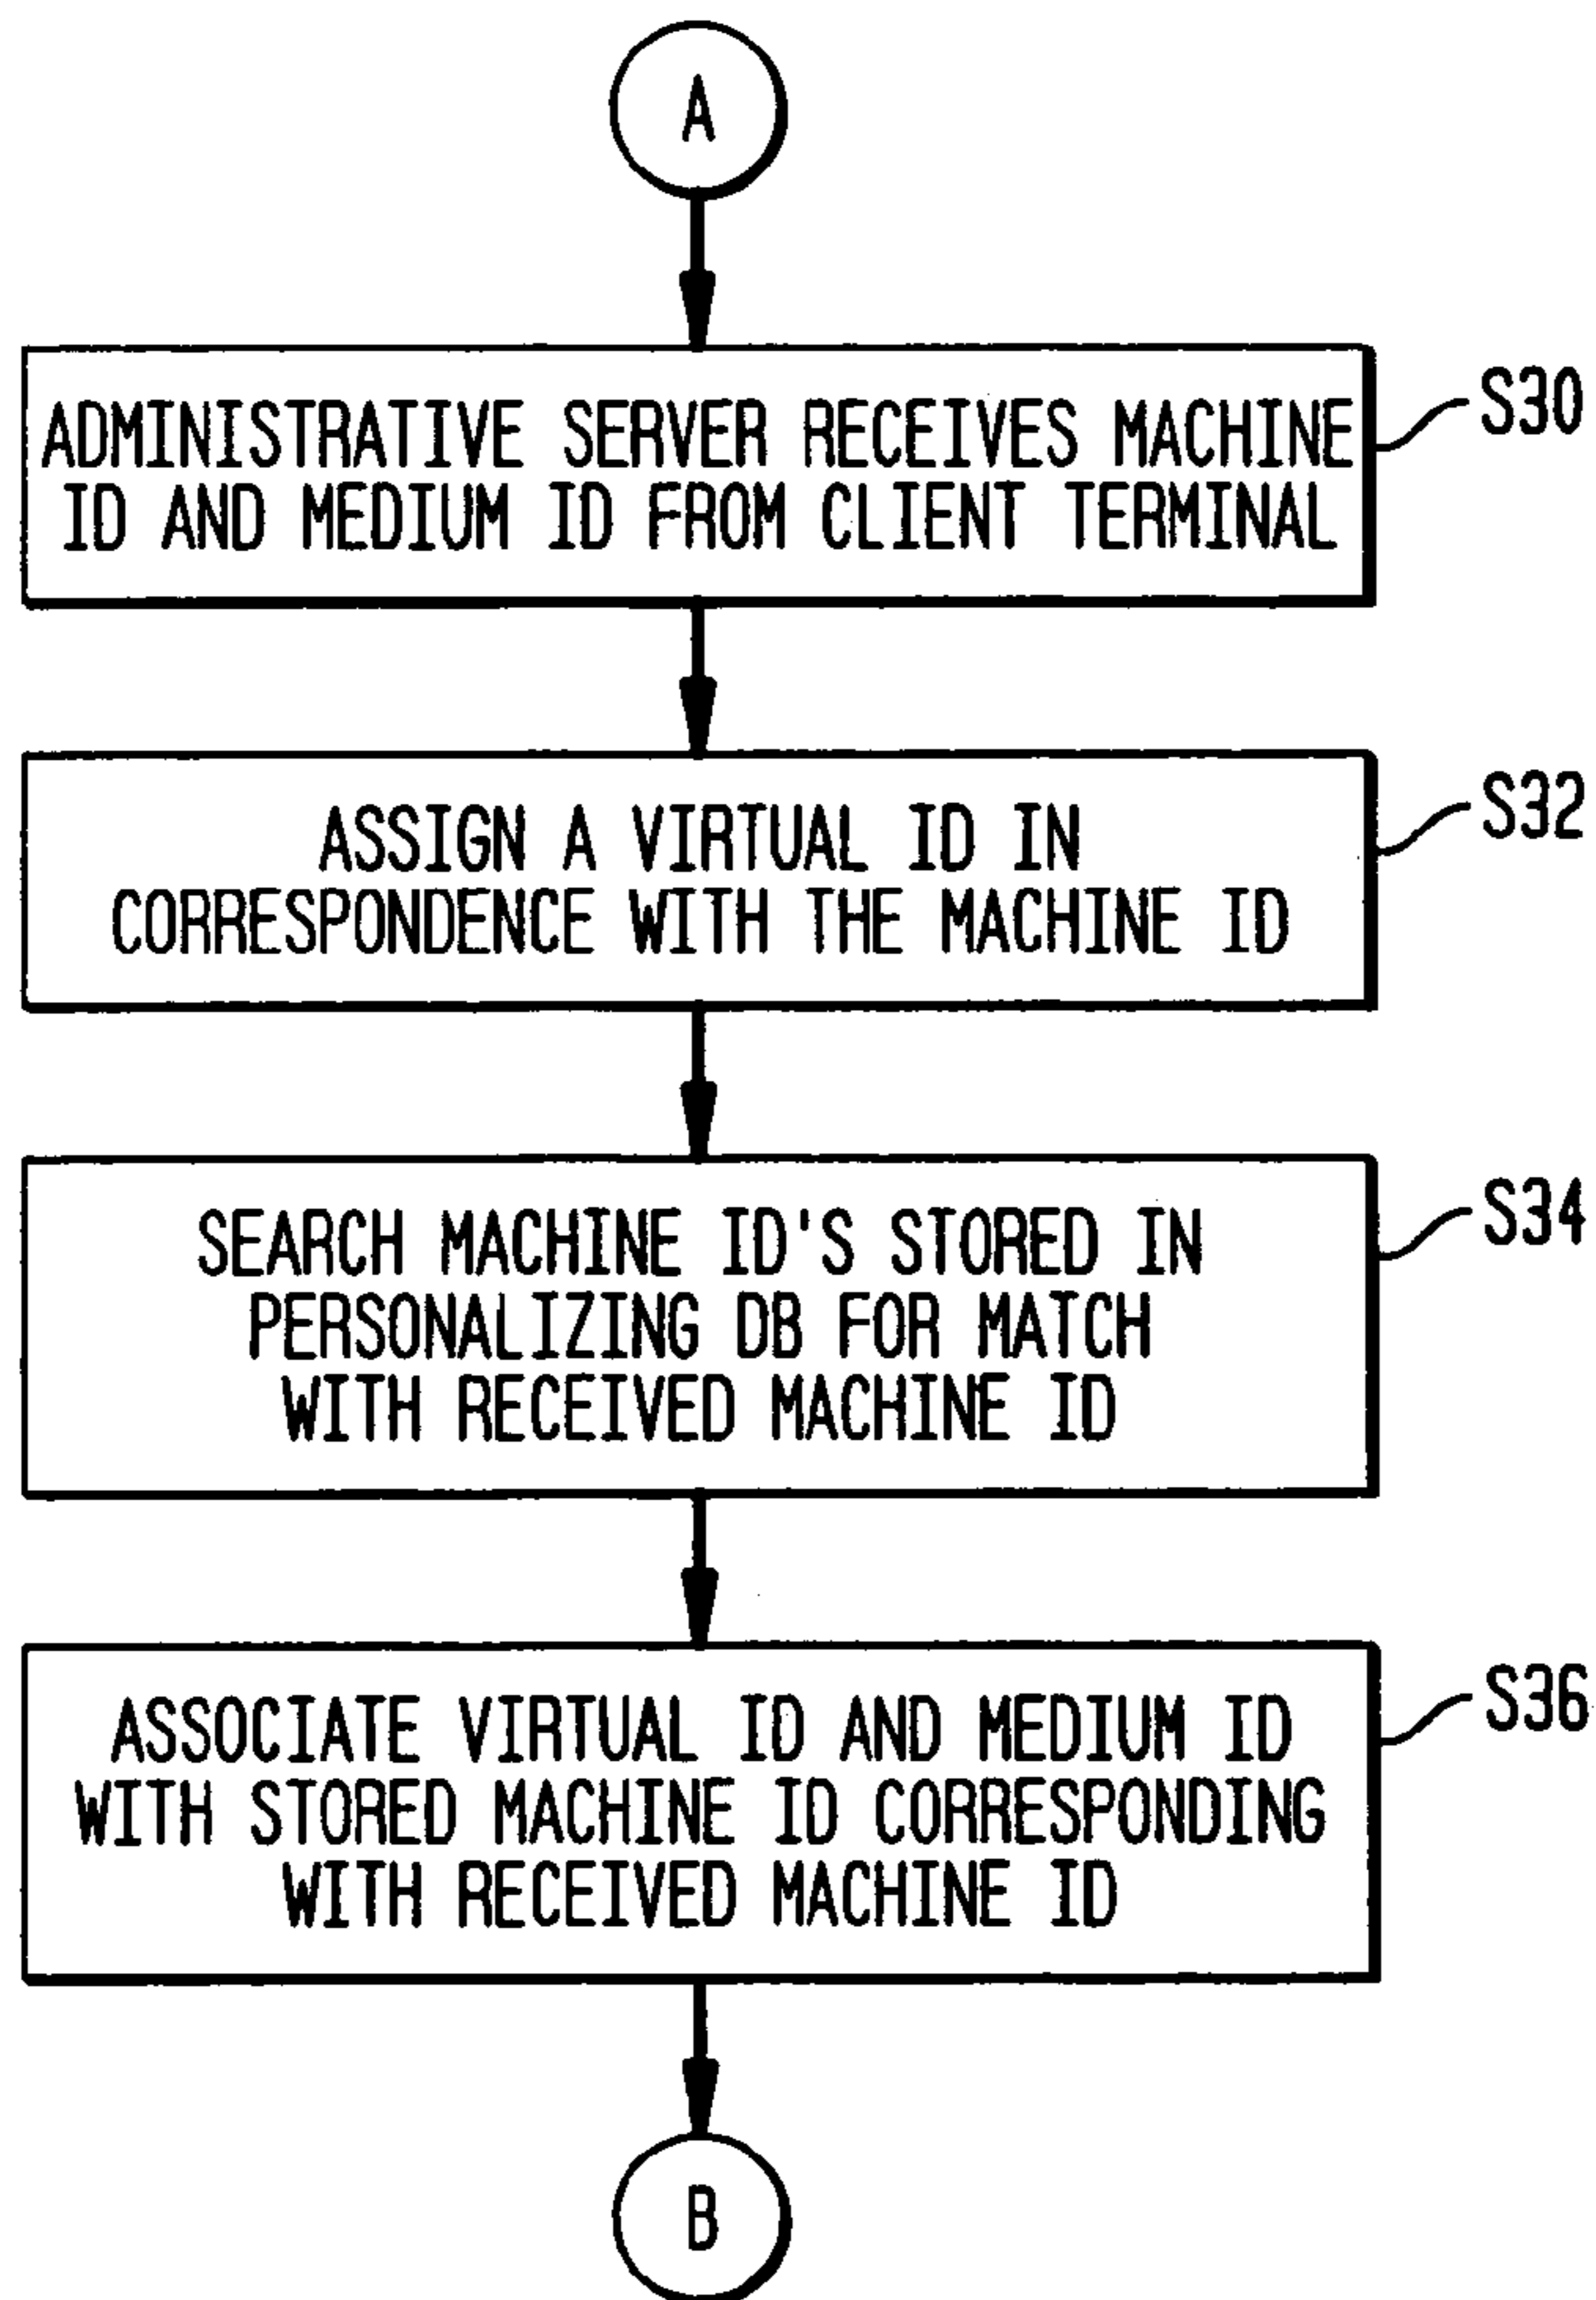 A
ADMINISTRATIVE SERVER RECEIVES MACHINE
ID AND MEDIUM ID FROM CLIENT TERMINAL
S30
ASSIGN A VIRTUAL ID IN
CORRESPONDENCE WITH THE MACHINE ID
S32
SEARCH MACHINE ID'S STORED IN
PERSONALIZING DB FOR MATCH
WITH RECEIVED MACHINE ID
S34
ASSOCIATE VIRTUAL ID AND MEDIUM ID
WITH STORED MACHINE ID CORRESPONDING
WITH RECEIVED MACHINE ID
S36
B